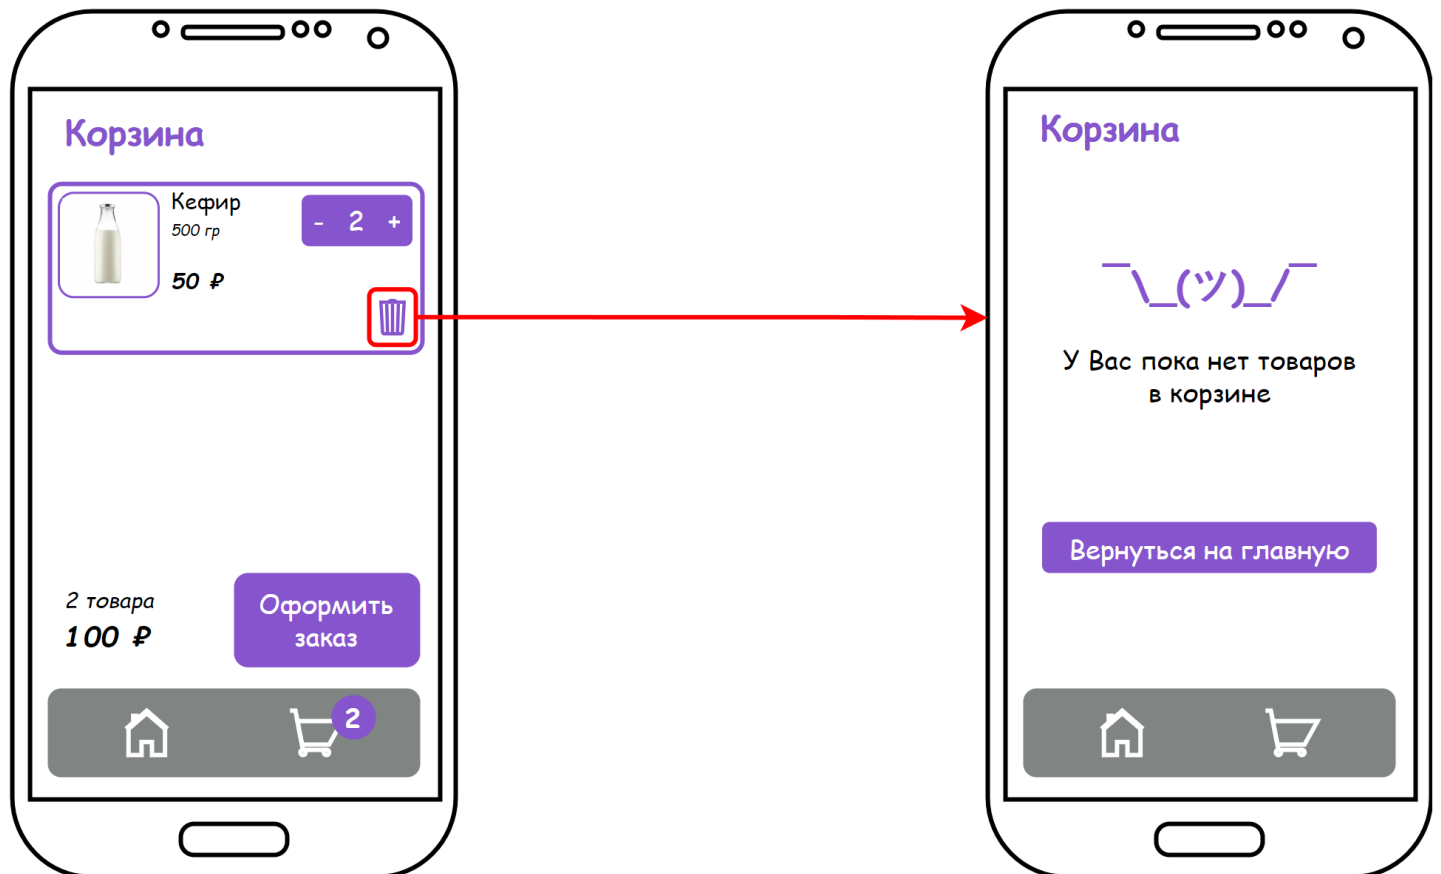 Корзина
Кефир
500 гр
50 ₽
- 2 +
2 товара
100 ₽
Оформить
заказ
2
Корзина
¯\_(ツ)_/¯
У Вас пока нет товаров
в корзине
Вернуться на главную